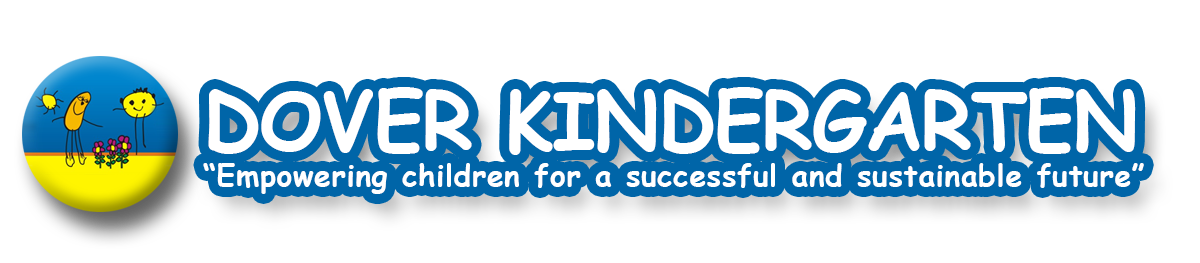 DOVER KINDERGARTEN
“Empowering children for a successful and sustainable future”